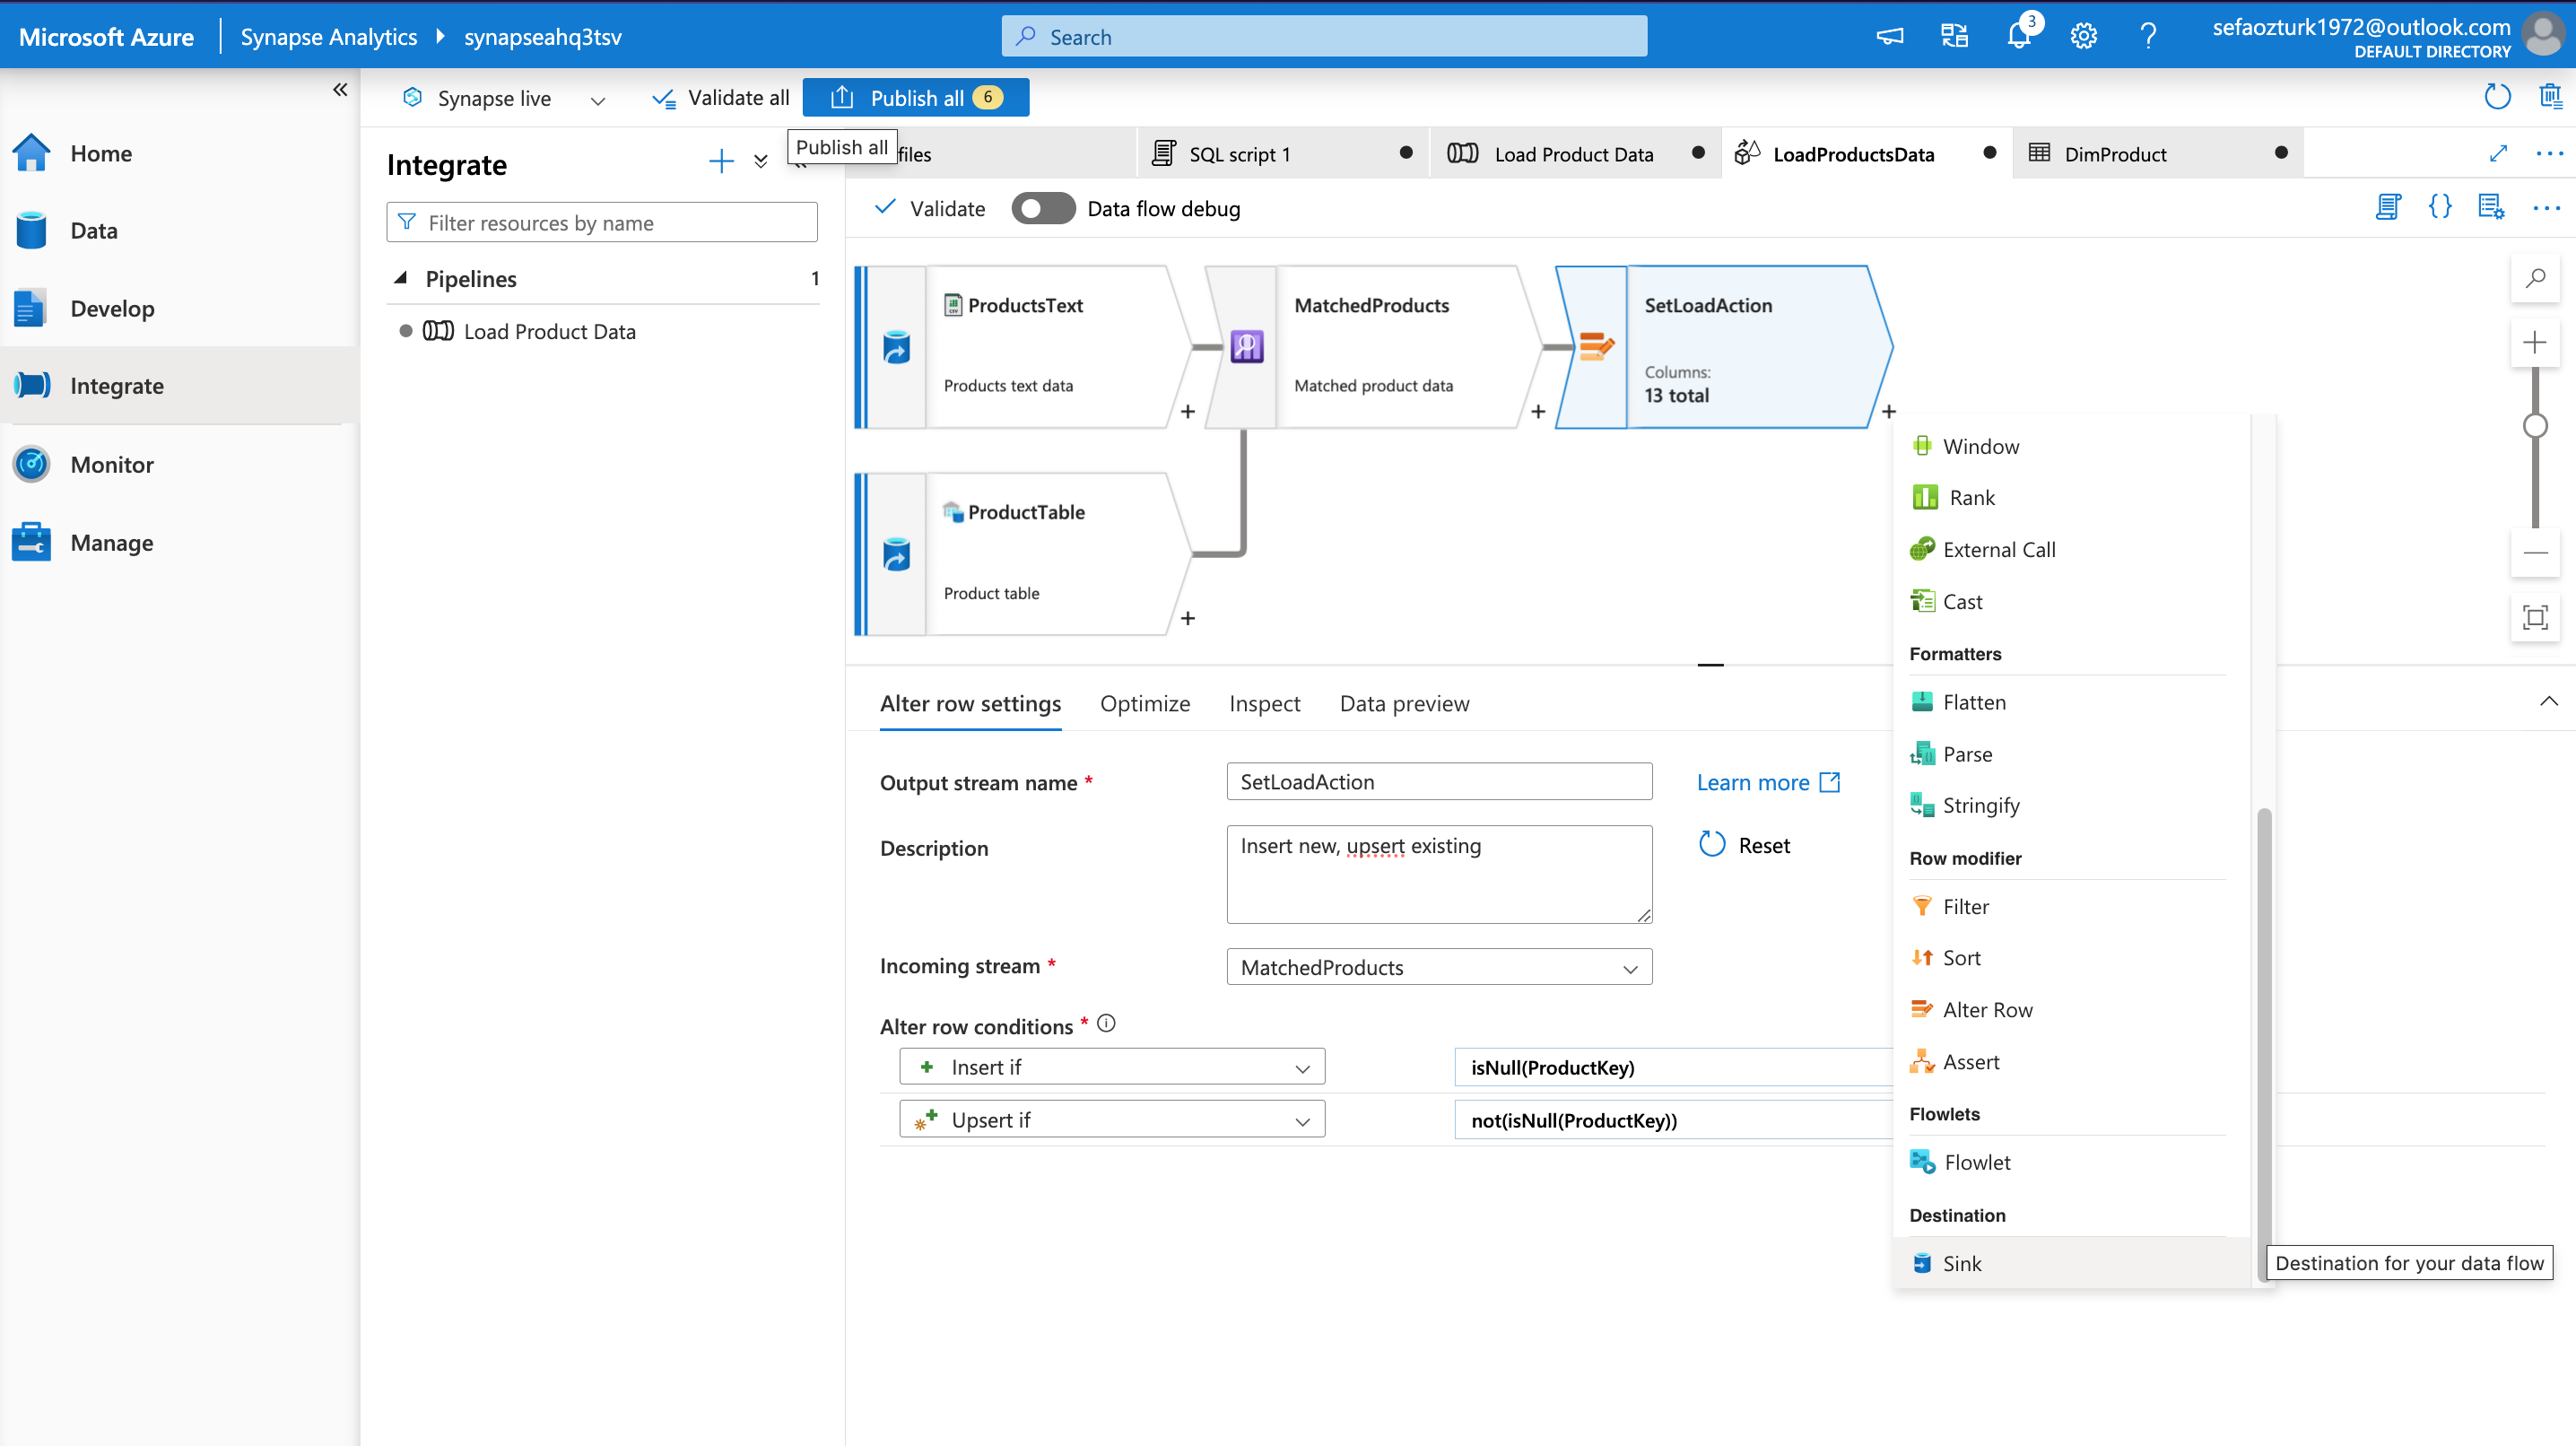 Microsoft Azure
Synapse Analytics
synapseahq3tsv
Search
3
sefaozturk1972@outlook.com
DEFAULT DIRECTORY
Synapse live
Validate all
Publish all
6
Home
Data
Develop
Integrate
Monitor
Manage
Integrate
Publish all
Filter resources by name
Pipelines
1
Load Product Data
files
SQL script 1
Load Product Data
LoadProductsData
DimProduct
Validate
Data flow debug
ProductsText
Products text data
MatchedProducts
Matched product data
SetLoadAction
Columns:
13 total
ProductTable
Product table
Window
Rank
External Call
Cast
Formatters
Flatten
Parse
Stringify
Row modifier
Filter
Sort
Alter Row
Assert
Flowlets
Flowlet
Destination
Sink
Destination for your data flow
Alter row settings
Optimize
Inspect
Data preview
Output stream name *
SetLoadAction
Learn more
Description
Insert new, upsert existing
Reset
Incoming stream *
MatchedProducts
Alter row conditions *
Insert if
isNull(ProductKey)
Upsert if
not(isNull(ProductKey))